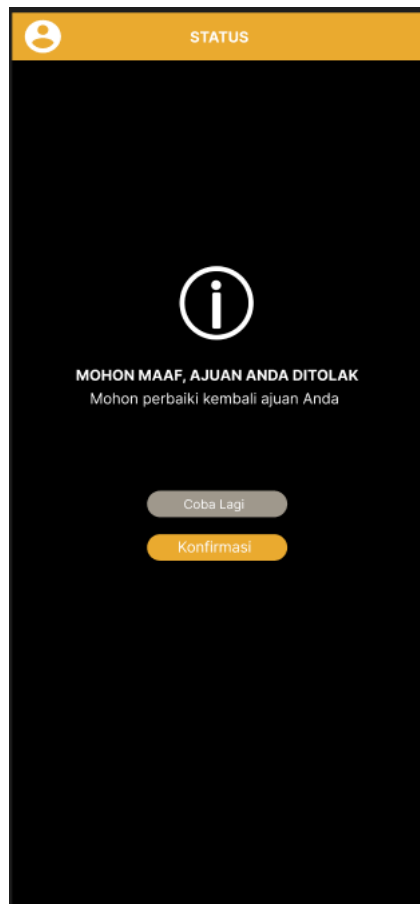 STATUS
MOHON MAAF, AJUAN ANDA DITOLAK
Mohon perbaiki kembali ajuan Anda
Coba Lagi
Konfirmasi